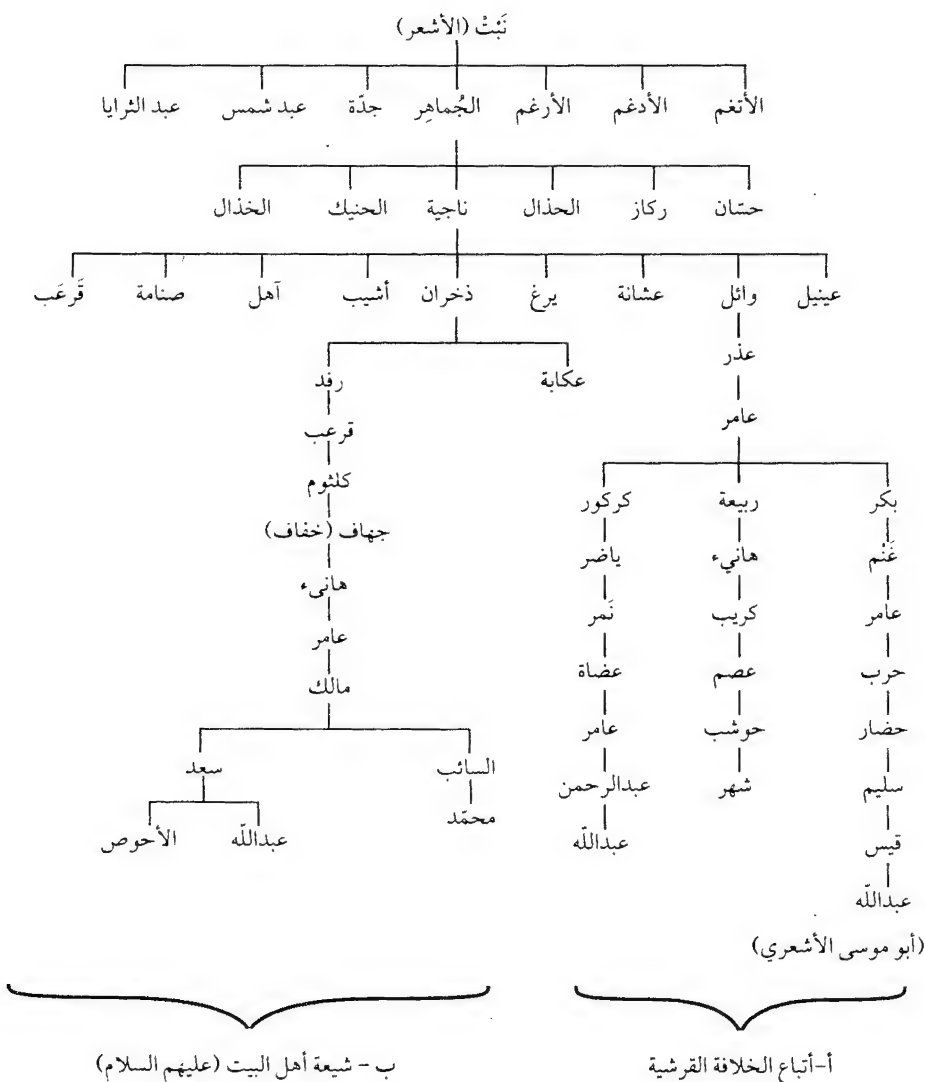 نَبْتْ (الأشعر)
الأتغم الأدغم الأرغم الجُماهِر جدّة عبد شمس عبد الثرايا
حسّان ركاز الحذال ناجية الحنيك الخذال
عينيل وائل عشانة يرغ ذخران أشيب آهل صنامة قَرعَب
عذر
عكابة رفد
عامر
قرعب
كلثوم
بكر ربيعة كركور
جهاف (خفاف)
غَنْم هانيء ياضر
هانىء
عامر كريب نَمر
عامر
حرب عصم عضاة
مالك
حضار حوشب عامر
السائب سعد
سليم شهر عبدالرحمن
محمّد
عبدالله الأحوص
قيس عبدالله
عبدالله
(أبو موسى الأشعري)
أ-أتباع الخلافة القرشية ب - شيعة أهل البيت (عليهم السلام)